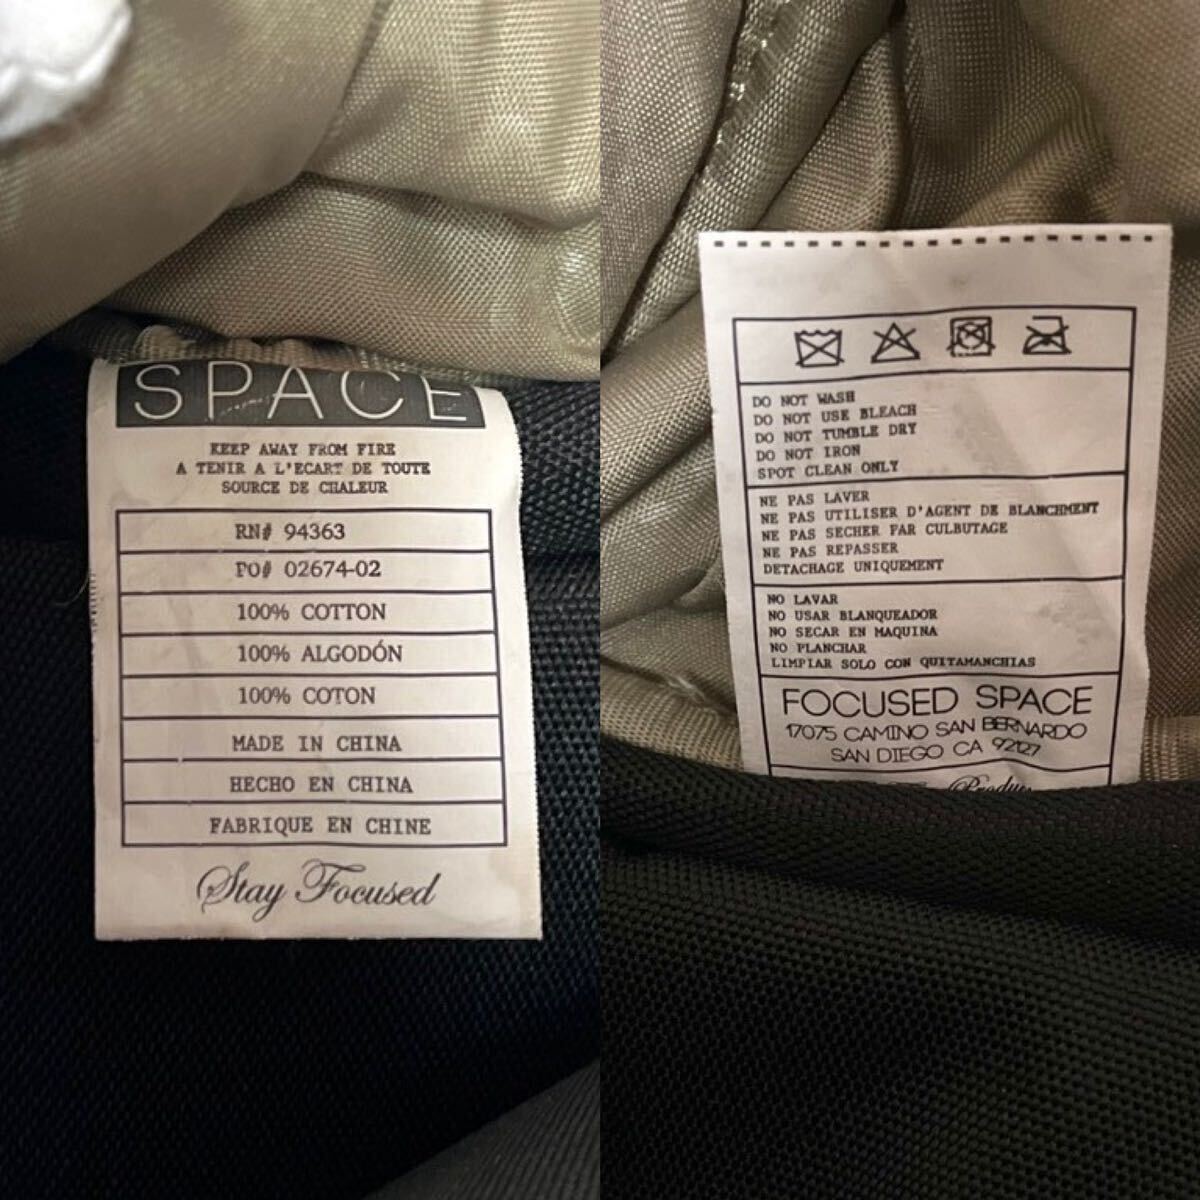 SPACE
KEEP AWAY FROM FIRE
A TENIR A L'ECART DE TOUTE
SOURCE DE CHALEUR
RN# 94363
PO# 02674-02
100% COTTON
100% ALGODÓN
100% COTON
MADE IN CHINA
HECHO EN CHINA
FABRIQUE EN CHINE
Stay Focused
DO NOT WASH
DO NOT USE BLEACH
DO NOT TUMBLE DRY
DO NOT IRON
SPOT CLEAN ONLY
NE PAS LAVER
NE PAS UTILISER D'AGENT DE BLANCHMENT
NE PAS SECHER FAR CULBUTAGE
NE PAS REPASSER
DETACHAGE UNIQUEMENT
NO LAVAR
NO USAR BLANQUEADOR
NO SECAR EN MAQUINA
NO PLANCHAR
LIMPIAR SOLO CON QUITAMANCHIAS
FOCUSED SPACE
17075 CAMINO SAN BERNARDO
SAN DIEGO CA 92127